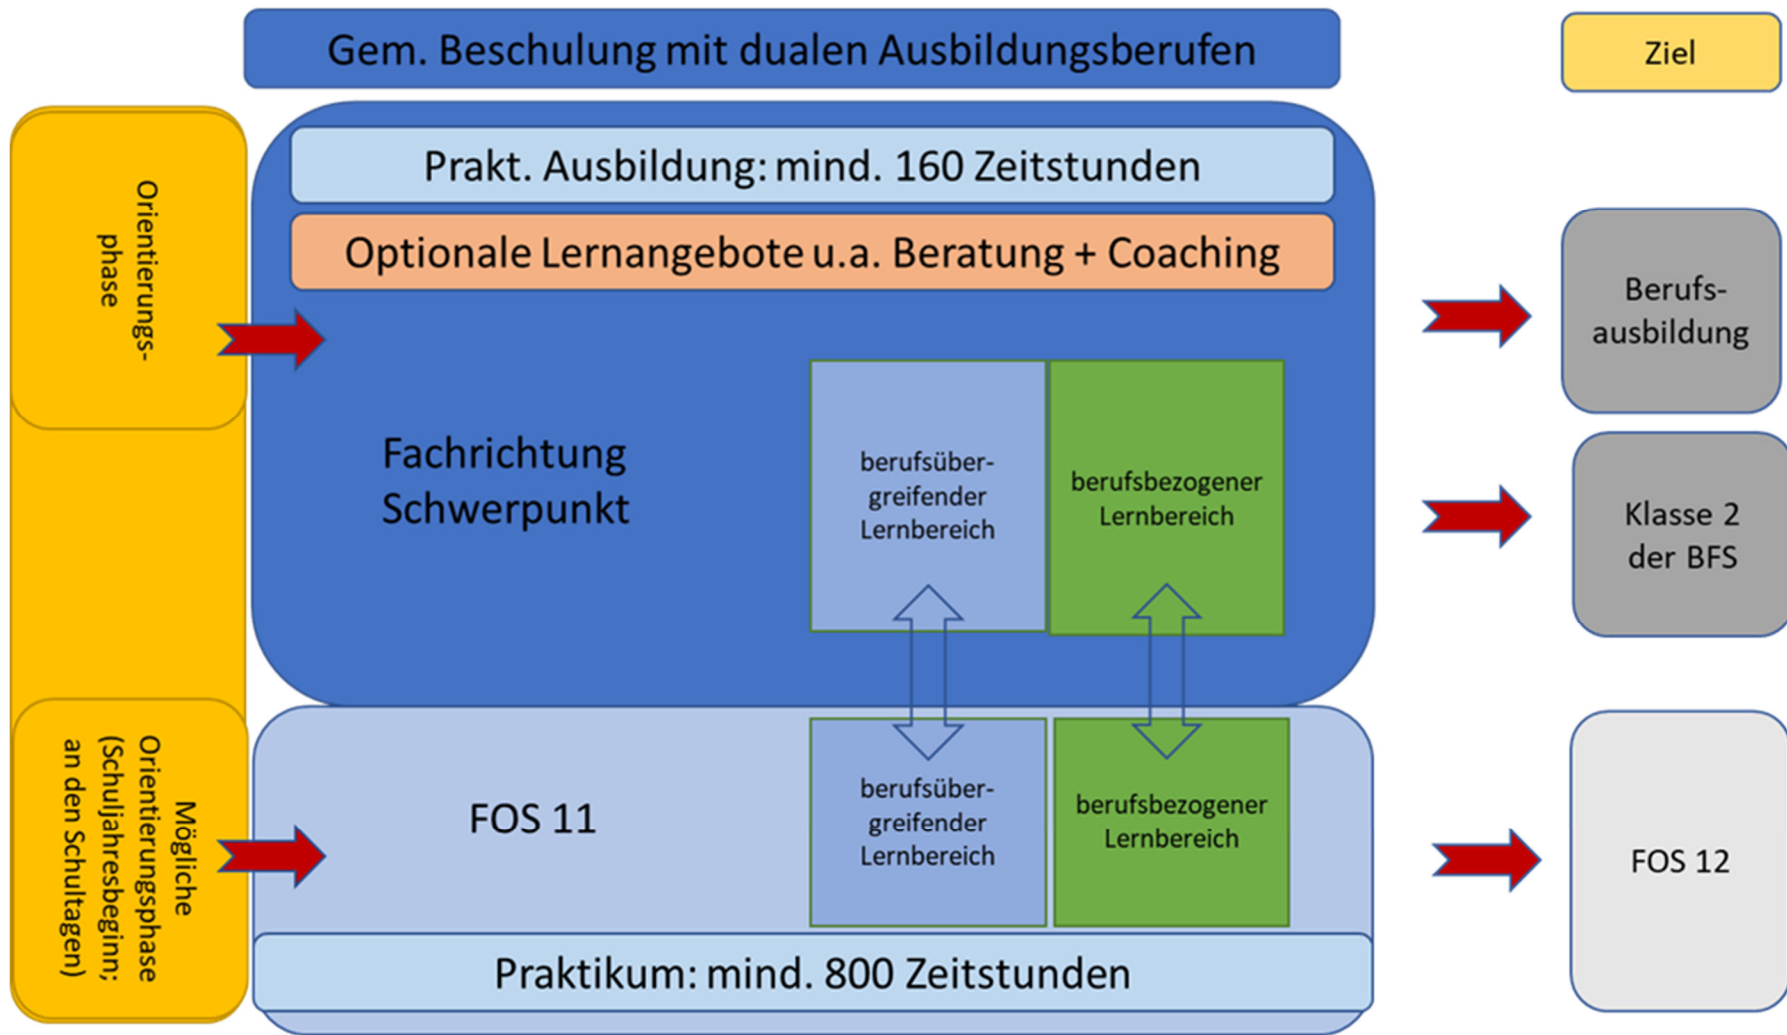 Gem. Beschulung mit dualen Ausbildungsberufen
Ziel
Orientierungs-
phase
Prakt. Ausbildung: mind. 160 Zeitstunden
Optionale Lernangebote u.a. Beratung + Coaching
Fachrichtung
Schwerpunkt
berufsüber-
greifender
Lernbereich
berufsbezogener
Lernbereich
Berufs-
ausbildung
Klasse 2
der BFS
Mögliche
Orientierungsphase
(Schuljahresbeginn;
an den Schultagen)
FOS 11
berufsüber-
greifender
Lernbereich
berufsbezogener
Lernbereich
FOS 12
Praktikum: mind. 800 Zeitstunden